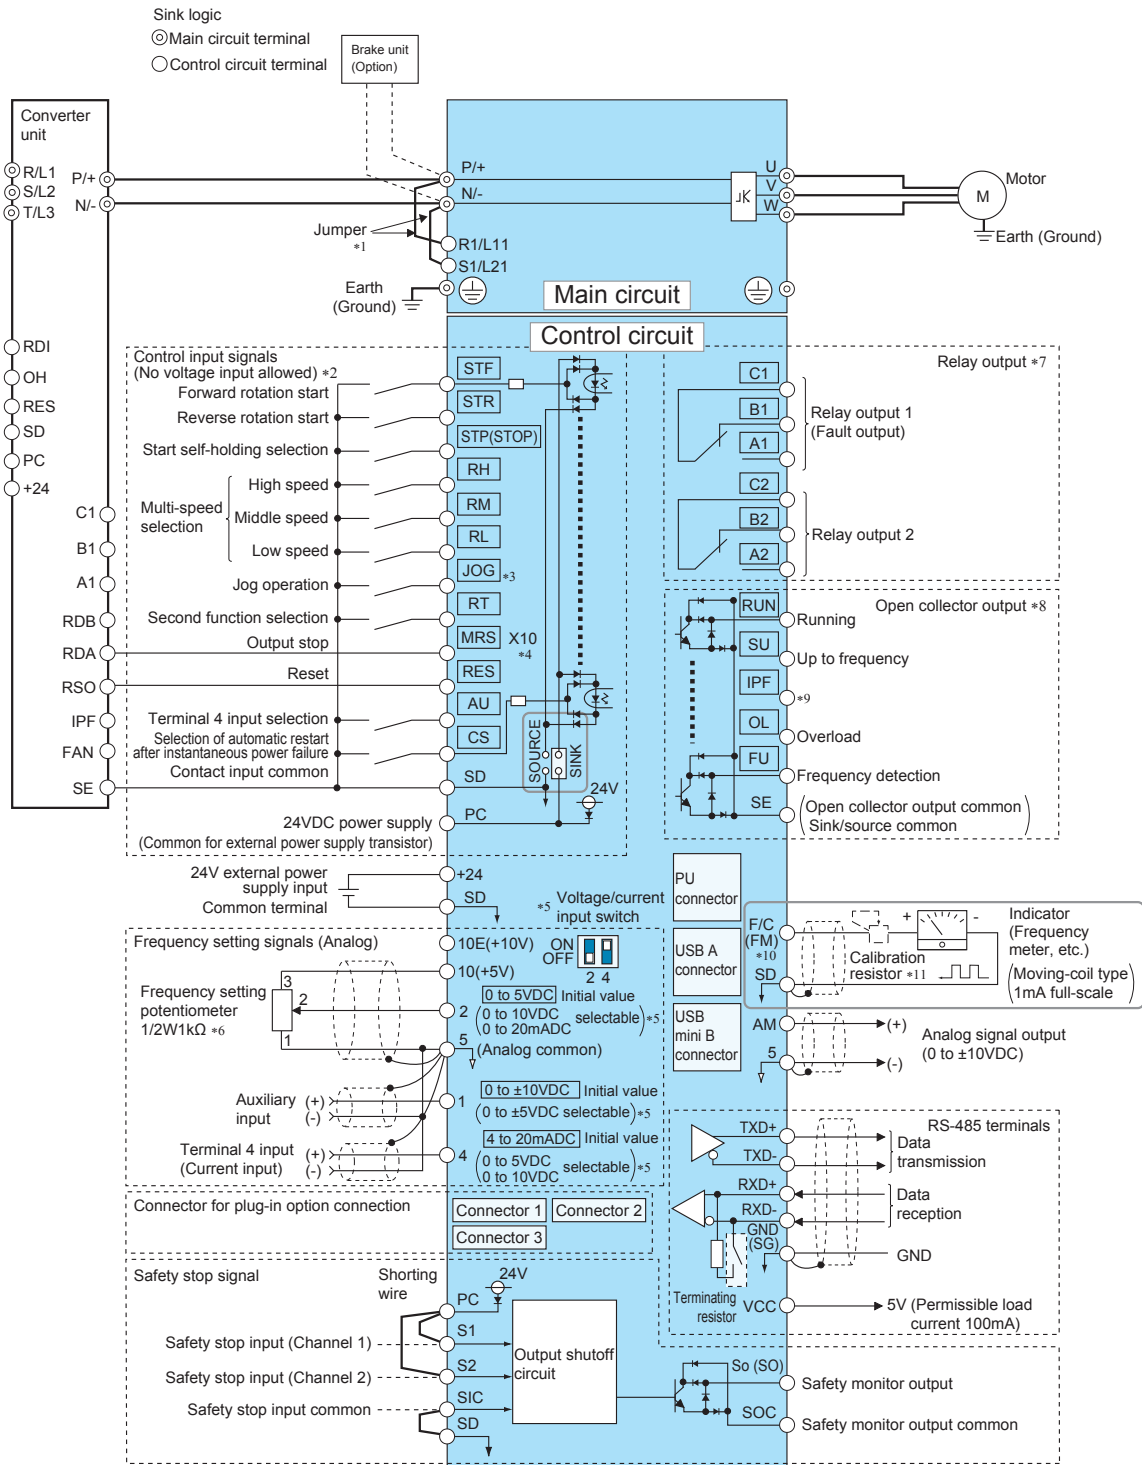 Sink logic
Main circuit terminal
Control circuit terminal
Brake unit
(Option)
Converter
unit
R/L1
S/L2
T/L3
P/+
N/-
P/+
N/-
Jumper
*1
R1/L11
S1/L21
Earth
(Ground)
U
V
W
Motor
M
Earth (Ground)
Main circuit
Control circuit
RDI
OH
RES
SD
PC
+24
C1
B1
A1
RDB
RDA
RSO
IPF
FAN
SE
Control input signals
(No voltage input allowed) *2
Forward rotation start
Reverse rotation start
Start self-holding selection
Multi-speed
selection
High speed
Middle speed
Low speed
Jog operation
Second function selection
Output stop
Reset
Terminal 4 input selection
Selection of automatic restart
after instantaneous power failure
Contact input common
24VDC power supply
(Common for external power supply transistor)
STF
STR
STP(STOP)
RH
RM
RL
JOG *3
RT
MRS X10
*4
RES
AU
CS
SD
PC
SOURCE
SINK
24V
Relay output *7
C1
B1
A1
Relay output 1
(Fault output)
C2
B2
A2
Relay output 2
Open collector output *8
RUN
Running
SU
Up to frequency
IPF
*9
OL
Overload
FU
Frequency detection
SE
(Open collector output common
Sink/source common)
24V external power
supply input
Common terminal
+24
SD
*5 Voltage/current
input switch
ON
OFF
2 4
PU
connector
USB A
connector
USB
mini B
connector
F/C
(FM)
*10
SD
+ -
Calibration
resistor *11
Indicator
(Frequency
meter, etc.)
(Moving-coil type
1mA full-scale)
AM
5
(+)
(-)
Analog signal output
(0 to ±10VDC)
Frequency setting signals (Analog)
Frequency setting
potentiometer
1/2W1kΩ *6
3
2
1
10E(+10V)
10(+5V)
2
0 to 5VDC Initial value
(0 to 10VDC
0 to 20mADC selectable)*5
5
(Analog common)
Auxiliary
input
(+)
(-)
1
0 to ±10VDC Initial value
(0 to ±5VDC selectable)*5
Terminal 4 input
(Current input)
(+)
(-)
4
4 to 20mADC Initial value
(0 to 5VDC
0 to 10VDC selectable)*5
RS-485 terminals
TXD+
TXD-
Data
transmission
RXD+
RXD-
Data
reception
GND
(SG)
GND
Terminating
resistor
VCC
5V (Permissible load
current 100mA)
Connector for plug-in option connection
Connector 1
Connector 2
Connector 3
Safety stop signal
Shorting
wire
24V
PC
S1
S2
SIC
SD
Safety stop input (Channel 1)
Safety stop input (Channel 2)
Safety stop input common
Output shutoff
circuit
So (SO)
SOC
Safety monitor output
Safety monitor output common